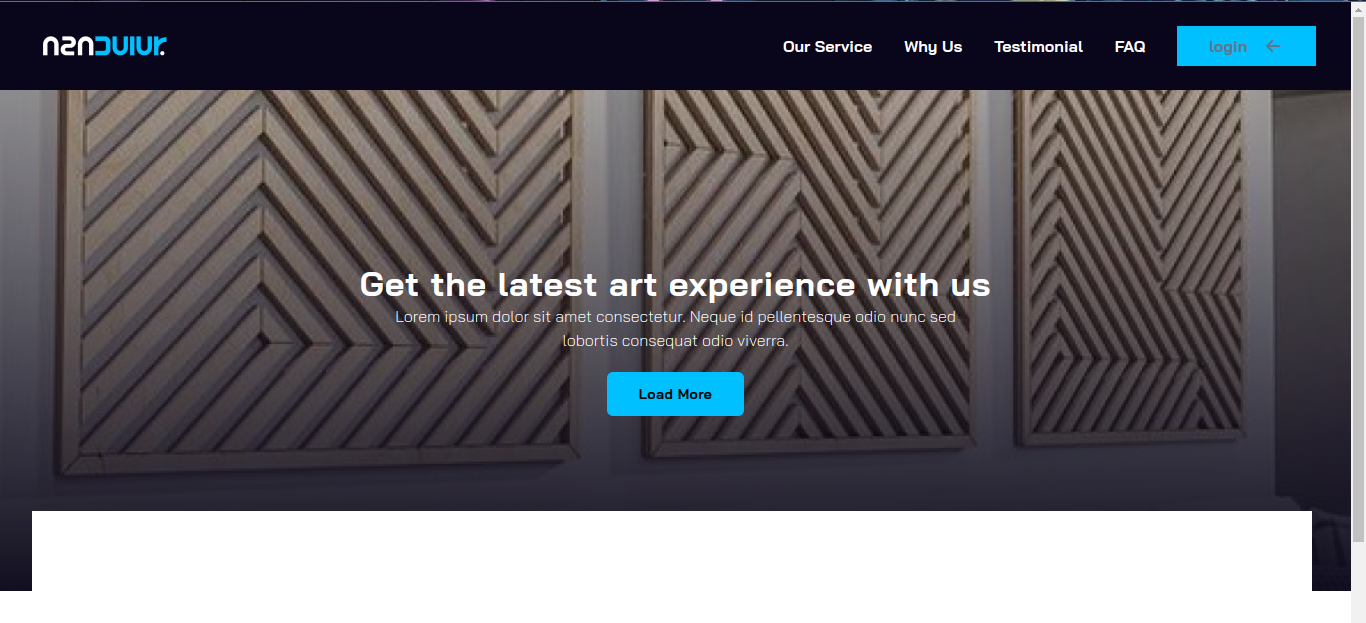 Our Service
Why Us
Testimonial
FAQ
login
Get the latest art experience with us
Lorem ipsum dolor sit amet consectetur. Neque id pellentesque odio nunc sed
lobortis consequat odio viverra.
Load More